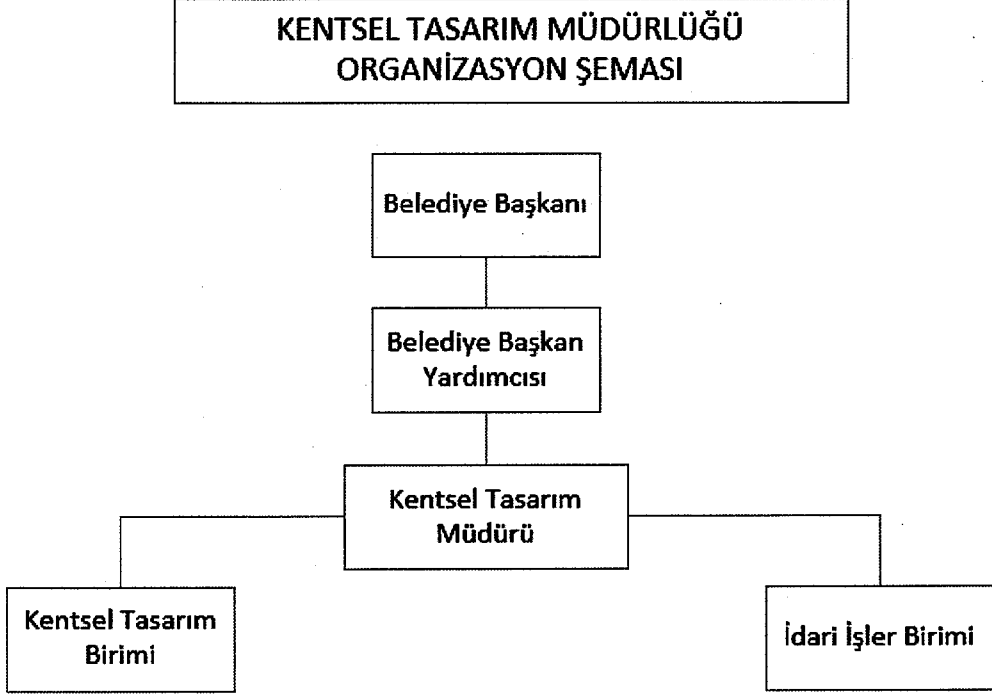 KENTSEL TASARIM MÜDÜRLÜĞÜ
ORGANİZASYON ŞEMASI
Belediye Başkanı
Belediye Başkan
Yardımcısı
Kentsel Tasarım
Müdürü
Kentsel Tasarım
Birimi
İdari İşler Birimi